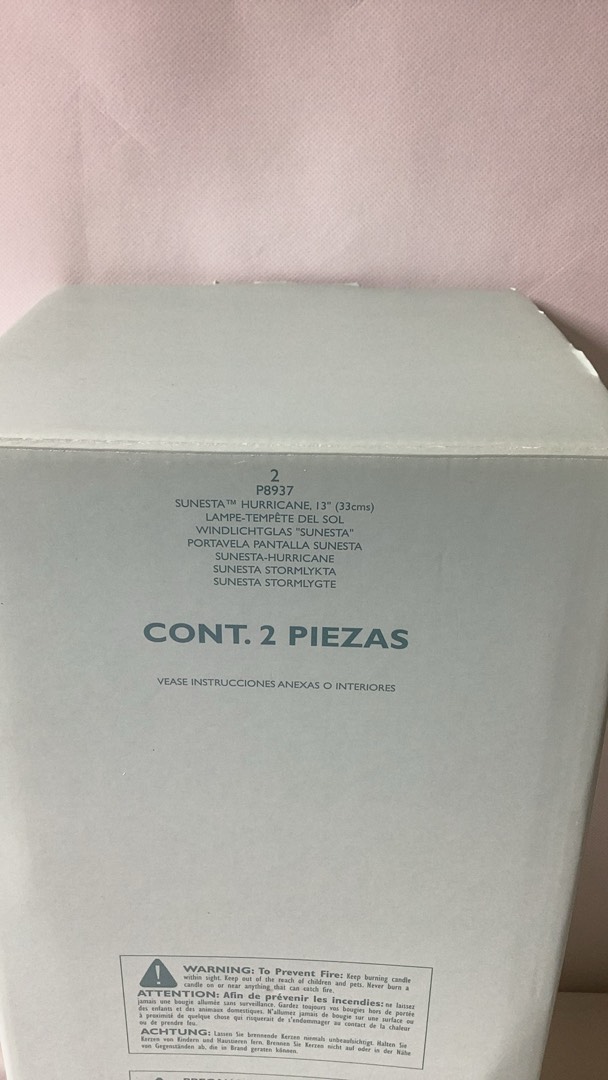 2
P8937
SUNESTA™ HURRICANE, 13" (33cms)
LAMPE-TEMPÊTE DEL SOL
WINDLICHTGLAS "SUNESTA"
PORTAVELA PANTALLA SUNESTA
SUNESTA-HURRICANE
SUNESTA STORMLYKTA
SUNESTA STORMLYGTE
CONT. 2 PIEZAS
VEASE INSTRUCCIONES ANEXAS O INTERIORES
WARNING: To Prevent Fire: Keep burning candle
within sight. Keep out of the reach of children and pets. Never burn a
candle on or near anything that can catch fire.
ATTENTION: Afin de prévenir les incendies: ne laissez
jamais une bougie allumée sans surveillance. Gardez toujours vos bougies hors de portée
des enfants et des animaux domestiques. N'allumez jamais de bougie sur une surface ou
à proximité de quelque chose qui risquerait de s'endommager au contact de la chaleur
ou de prendre feu.
ACHTUNG: Lassen Sie brennende Kerzen niemals unbeaufsichtigt. Halten Sie
Kerzen von Kindern und Haustieren fern. Brennen Sie Kerzen nicht auf oder in der Nähe
von Gegenständen ab, die in Brand geraten können.